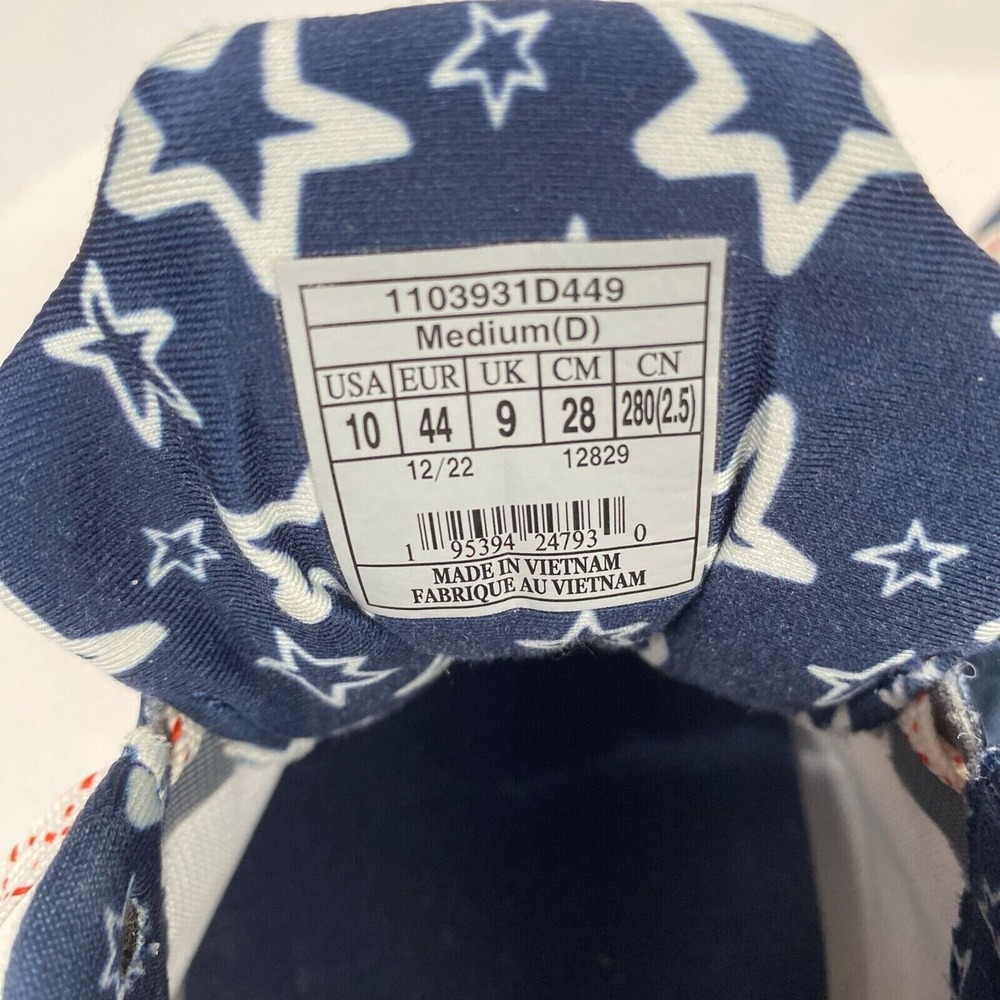 1103931D449
Medium(D)
USA EUR UK CM CN
10 44 9 28 280(2.5)
12/22 12829
1 95394 24793 0
MADE IN VIETNAM
FABRIQUE AU VIETNAM